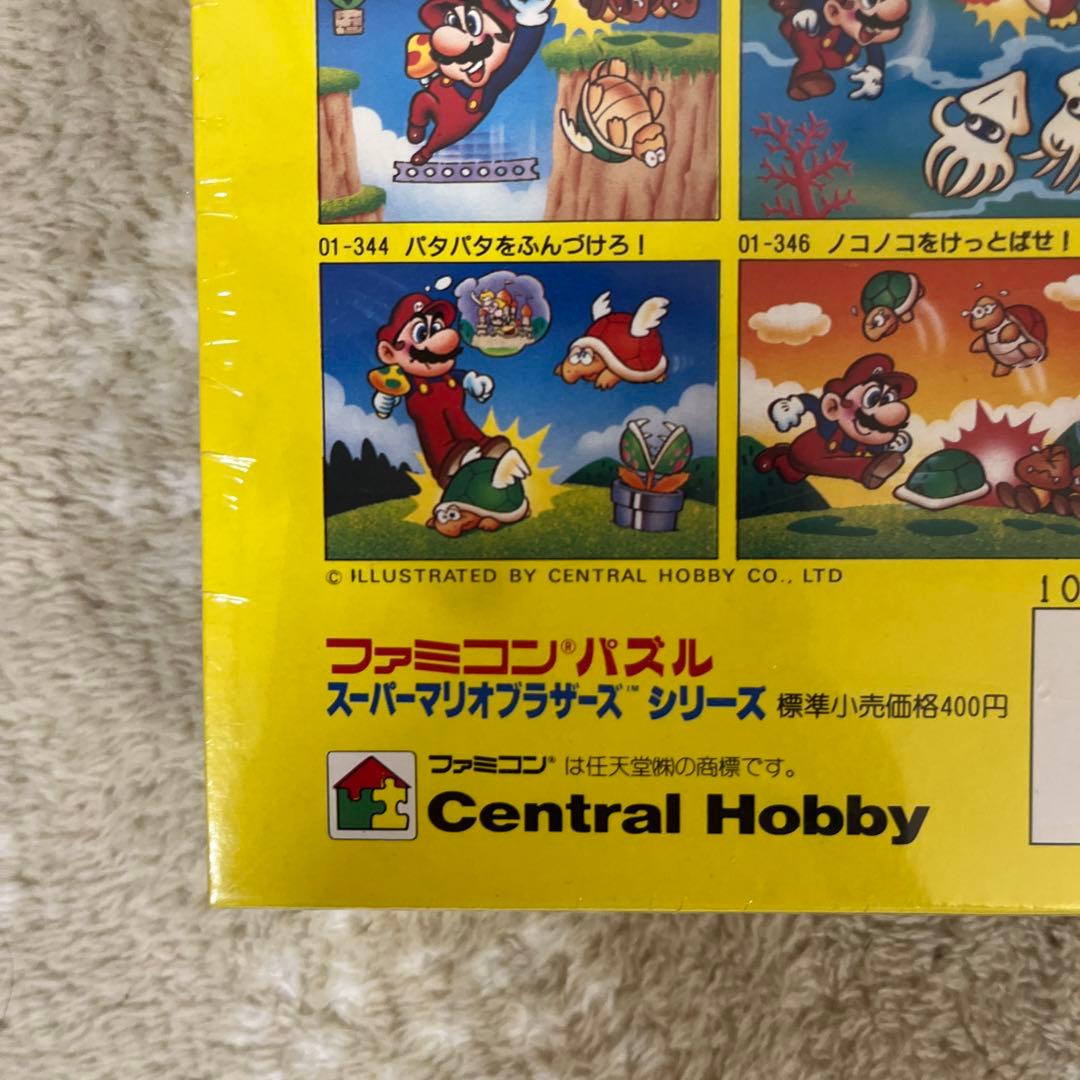 01-344 パタパタをふんづけろ!
01-346 ノコノコをけっとばせ!
© ILLUSTRATED BY CENTRAL HOBBY CO., LTD
10
ファミコン®パズル
スーパーマリオブラザーズ™ シリーズ 標準小売価格400円
ファミコン® は任天堂㈱の商標です。
Central Hobby